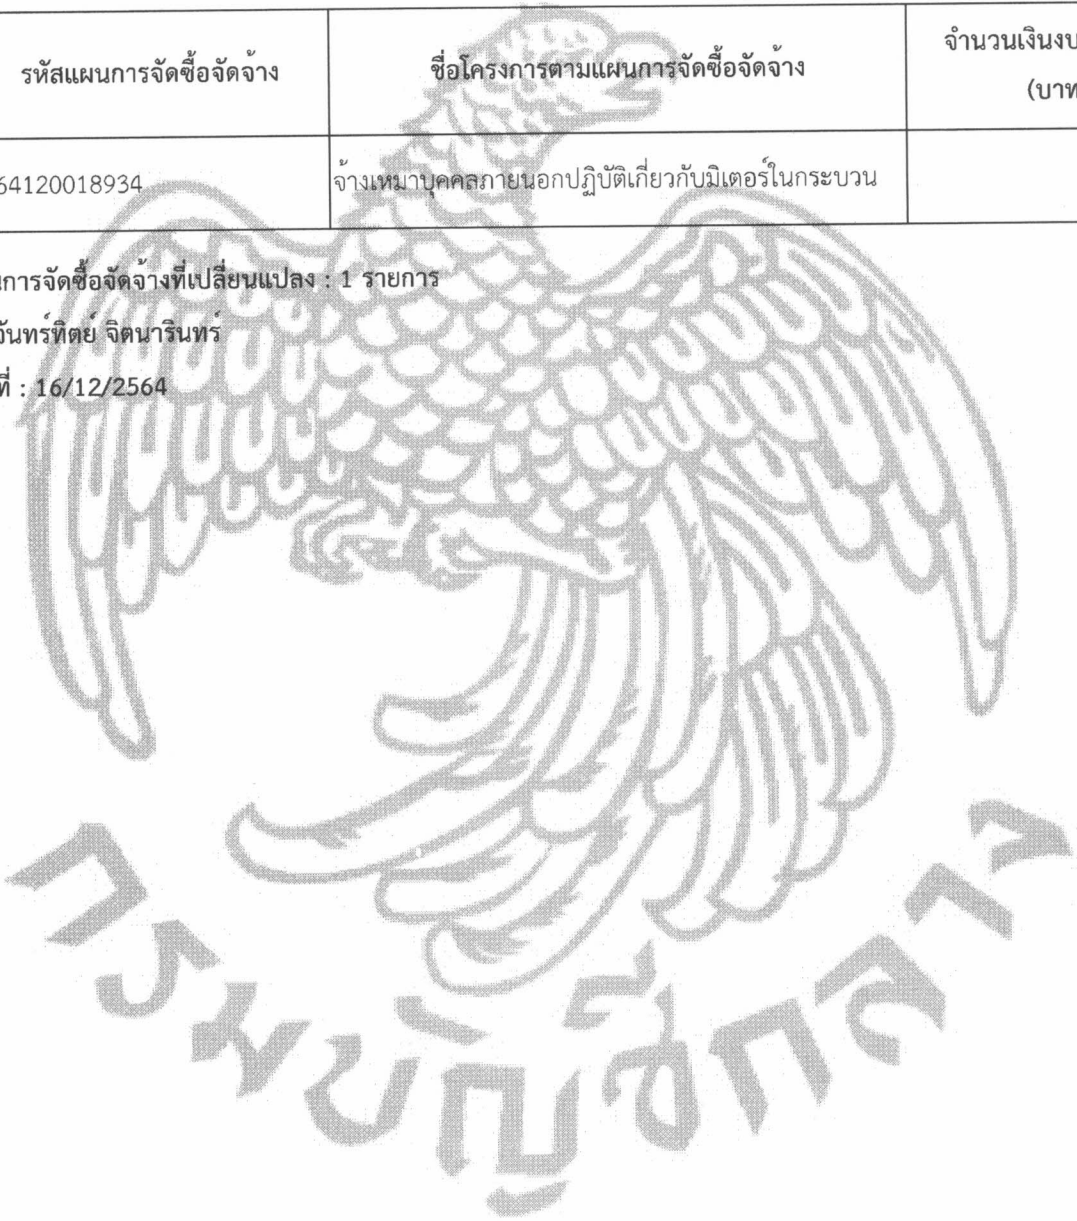 รหัสแผนการจัดซื้อจัดจ้าง
ชื่อโครงการตามแผนการจัดซื้อจัดจ้าง
จำนวนเงินงบ
(บาท
64120018934
จ้างเหมาบุคคลภายนอกปฏิบัติเกี่ยวกับมิเตอร์ในกระบวน
นการจัดซื้อจัดจ้างที่เปลี่ยนแปลง : 1 รายการ
จันทร์ทิตย์ จิตนารินทร์
ที่ : 16/12/2564
กรมบัญชีกลาง